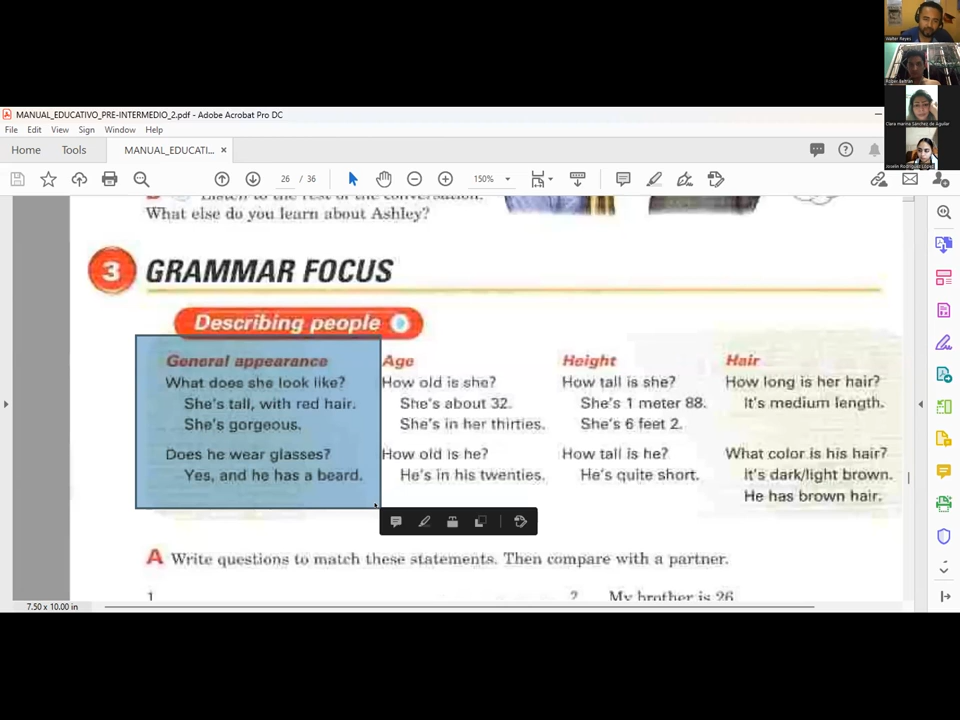 Walter Reyes
MANUAL_EDUCATIVO_PRE-INTERMEDIO_2.pdf - Adobe Acrobat Pro DC
File Edit View Sign Window Help
Home Tools MANUAL_EDUCATI... ×
Clara marina Sánchez de Aguilar
26 / 36 150%
What else do you learn about Ashley?
3 GRAMMAR FOCUS
Describing people
General appearance
What does she look like?
She's tall, with red hair.
She's gorgeous.
Does he wear glasses?
Yes, and he has a beard.
Age
How old is she?
She's about 32.
She's in her thirties.
How old is he?
He's in his twenties.
Height
How tall is she?
She's 1 meter 88.
She's 6 feet 2.
How tall is he?
He's quite short.
Hair
How long is her hair?
It's medium length.
What color is his hair?
It's dark/light brown.
He has brown hair.
A Write questions to match these statements. Then compare with a partner.
1
2 My brother is 26
7.50 x 10.00 in